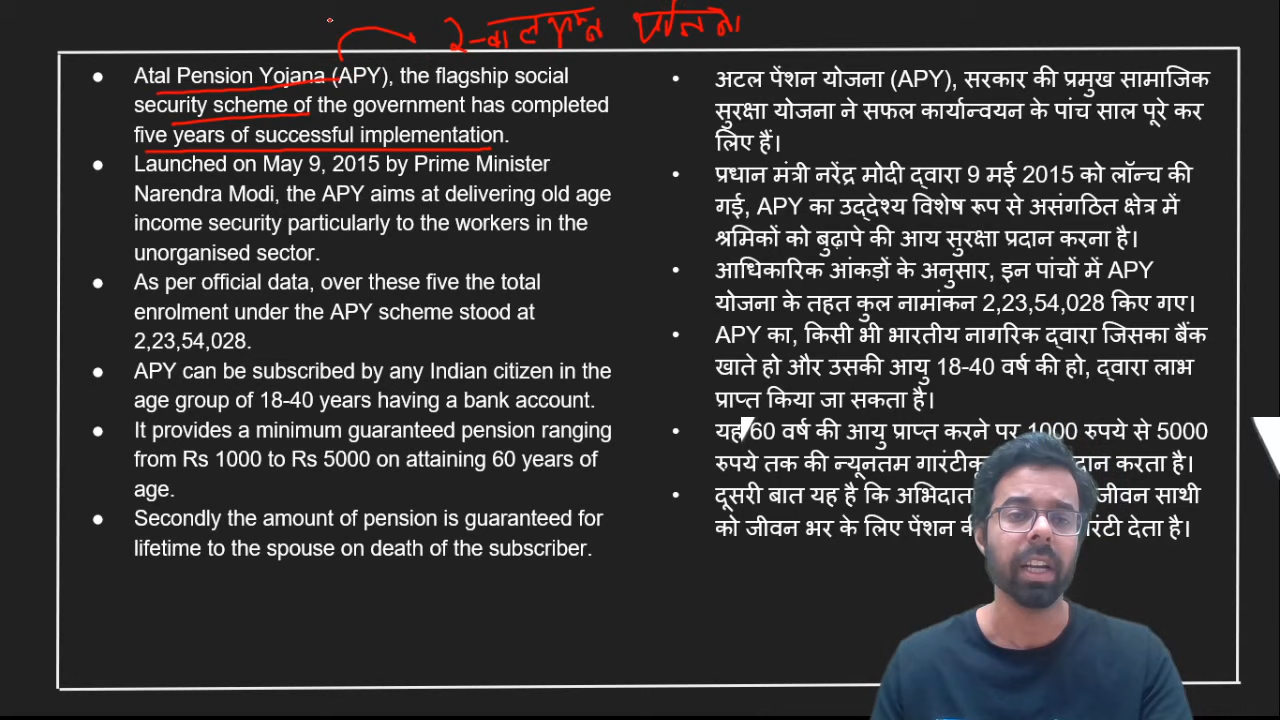 Atal Pension Yojana (APY), the flagship social
security scheme of the government has completed
five years of successful implementation.
Launched on May 9, 2015 by Prime Minister
Narendra Modi, the APY aims at delivering old age
income security particularly to the workers in the
unorganised sector.
As per official data, over these five the total
enrolment under the APY scheme stood at
2,23,54,028.
APY can be subscribed by any Indian citizen in the
age group of 18-40 years having a bank account.
It provides a minimum guaranteed pension ranging
from Rs 1000 to Rs 5000 on attaining 60 years of
age.
Secondly the amount of pension is guaranteed for
lifetime to the spouse on death of the subscriber.
अटल पेंशन योजना (APY), सरकार की प्रमुख सामाजिक
सुरक्षा योजना ने सफल कार्यान्वयन के पांच साल पूरे कर
लिए हैं।
प्रधान मंत्री नरेंद्र मोदी द्वारा 9 मई 2015 को लॉन्च की
गई, APY का उद्देश्य विशेष रूप से असंगठित क्षेत्र में
श्रमिकों को बुढ़ापे की आय सुरक्षा प्रदान करना है।
आधिकारिक आंकड़ों के अनुसार, इन पांचों में APY
योजना के तहत कुल नामांकन 2,23,54,028 किए गए।
APY का, किसी भी भारतीय नागरिक द्वारा जिसका बैंक
खाते हो और उसकी आयु 18-40 वर्ष की हो, द्वारा लाभ
प्राप्त किया जा सकता है।
यह 60 वर्ष की आयु प्राप्त करने पर 1000 रुपये से 5000
रुपये तक की न्यूनतम करता है।
दूसरी बात यह है कि जीवन साथी
को जीवन भर के लिए पेंशन देता है।